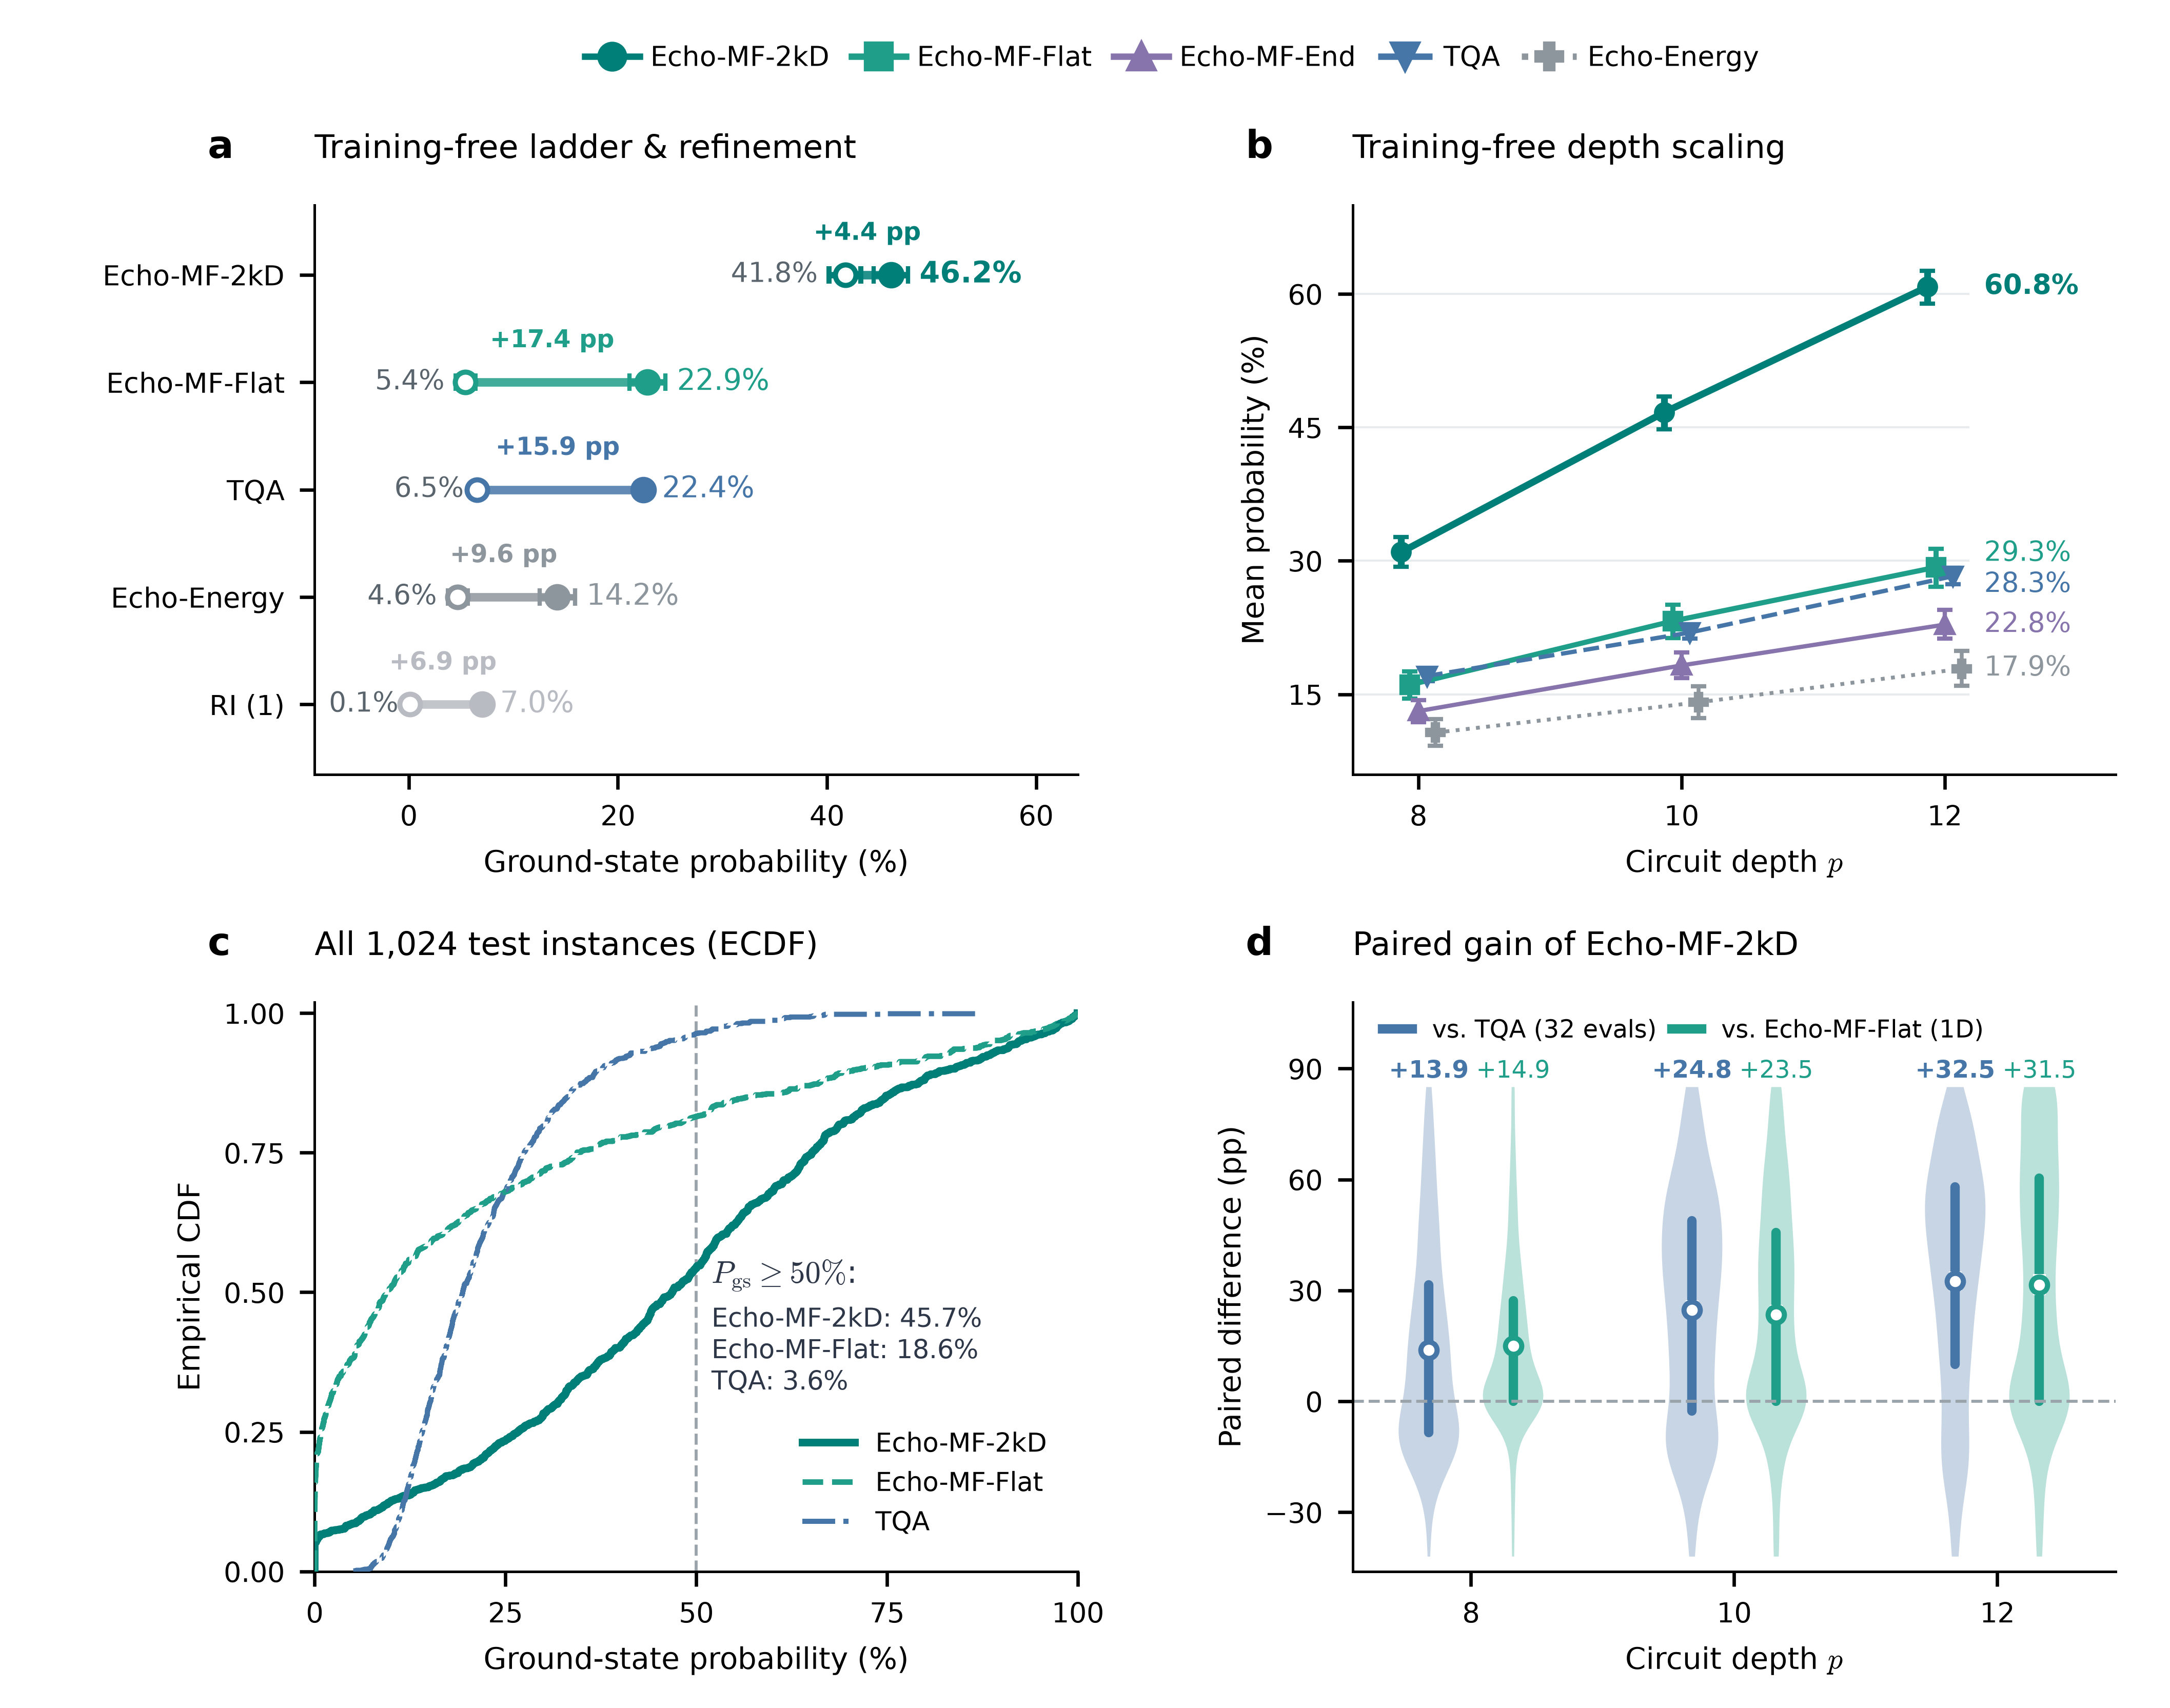 Echo-MF-2kD Echo-MF-Flat Echo-MF-End TQA Echo-Energy
a Training-free ladder & refinement
+4.4 pp
Echo-MF-2kD 41.8% 46.2%
+17.4 pp
Echo-MF-Flat 5.4% 22.9%
+15.9 pp
TQA 6.5% 22.4%
+9.6 pp
Echo-Energy 4.6% 14.2%
+6.9 pp
RI (1) 0.1% 7.0%
0 20 40 60
Ground-state probability (%)
b Training-free depth scaling
Mean probability (%)
60
45
30
15
60.8%
29.3%
28.3%
22.8%
17.9%
8 10 12
Circuit depth p
c All 1,024 test instances (ECDF)
Empirical CDF
1.00
0.75
0.50
0.25
0.00
P_gs ≥ 50%:
Echo-MF-2kD: 45.7%
Echo-MF-Flat: 18.6%
TQA: 3.6%
Echo-MF-2kD
Echo-MF-Flat
TQA
0 25 50 75 100
Ground-state probability (%)
d Paired gain of Echo-MF-2kD
vs. TQA (32 evals) vs. Echo-MF-Flat (1D)
+13.9 +14.9 +24.8 +23.5 +32.5 +31.5
Paired difference (pp)
90
60
30
0
−30
8 10 12
Circuit depth p